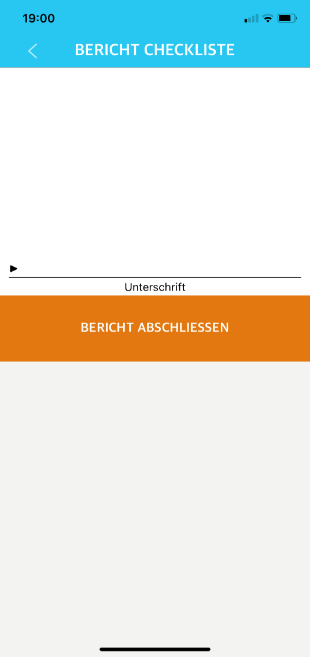 19:00
BERICHT CHECKLISTE
Unterschrift
BERICHT ABSCHLIESSEN